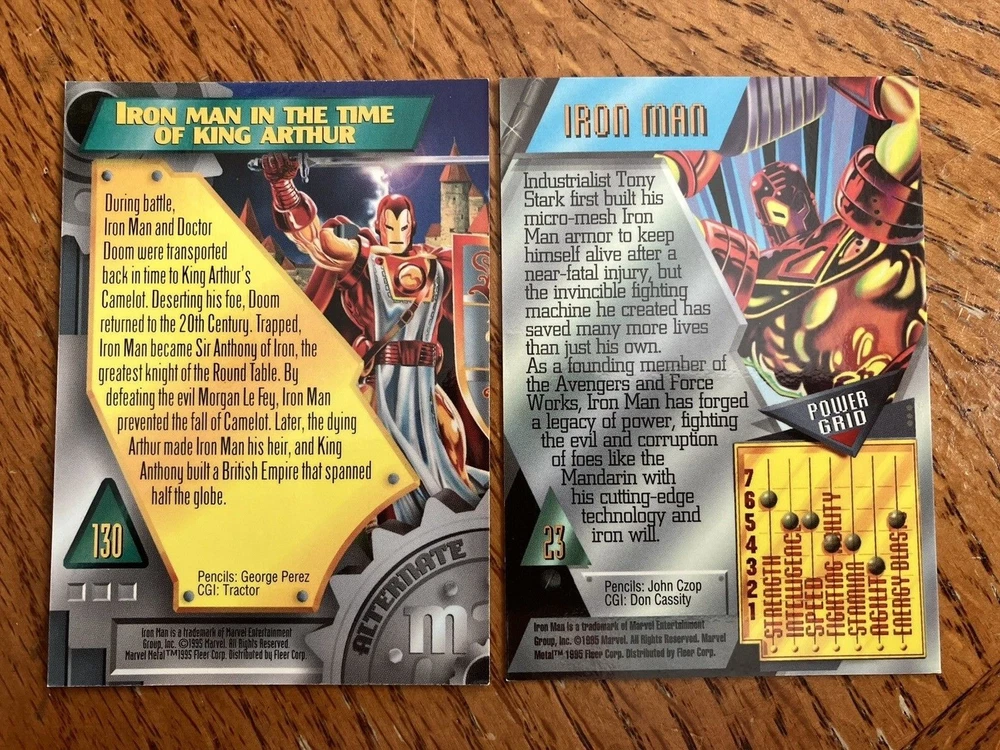 IRON MAN IN THE TIME
OF KING ARTHUR
During battle,
Iron Man and Doctor
Doom were transported
back in time to King Arthur's
Camelot. Deserting his foe, Doom
returned to the 20th Century. Trapped,
Iron Man became Sir Anthony of Iron, the
greatest knight of the Round Table. By
defeating the evil Morgan Le Fey, Iron Man
prevented the fall of Camelot. Later, the dying
Arthur made Iron Man his heir, and King
Anthony built a British Empire that spanned
half the globe.
130
Pencils: George Perez
CGI: Tractor
ALTERNATE
m
Iron Man is a trademark of Marvel Entertainment
Group, Inc. ©1995 Marvel. All Rights Reserved.
Marvel Metal™1995 Fleer Corp. Distributed by Fleer Corp.
IRON MAN
Industrialist Tony
Stark first built his
micro-mesh Iron
Man armor to keep
himself alive after a
near-fatal injury, but
the invincible fighting
machine he created has
saved many more lives
than just his own.
As a founding member of
the Avengers and Force
Works, Iron Man has forged
a legacy of power, fighting
the evil and corruption
of foes like the
Mandarin with
his cutting-edge
technology and
iron will.
23
Pencils: John Czop
CGI: Don Cassity
Iron Man is a trademark of Marvel Entertainment
Group, Inc. ©1995 Marvel. All Rights Reserved. Marvel
Metal™ 1995 Fleer Corp. Distributed by Fleer Corp.
POWER
GRID
7
6
5
4
3
2
1
STRENGTH
INTELLIGENCE
SPEED
FIGHTING ABILITY
STAMINA
AGILITY
ENERGY BLAST